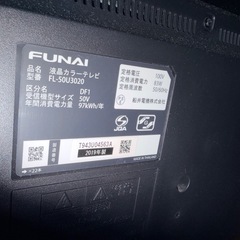 FUNAI
液晶カラーテレビ
型名 FL-50U3020
区分名 DF1
受信機型サイズ 50V
年間消費電力量 97kWh/年
定格電圧 100V
定格消費電力
定格周波数 50/60Hz
船井電機株式会社
JQA
T943U04563A
2019年製